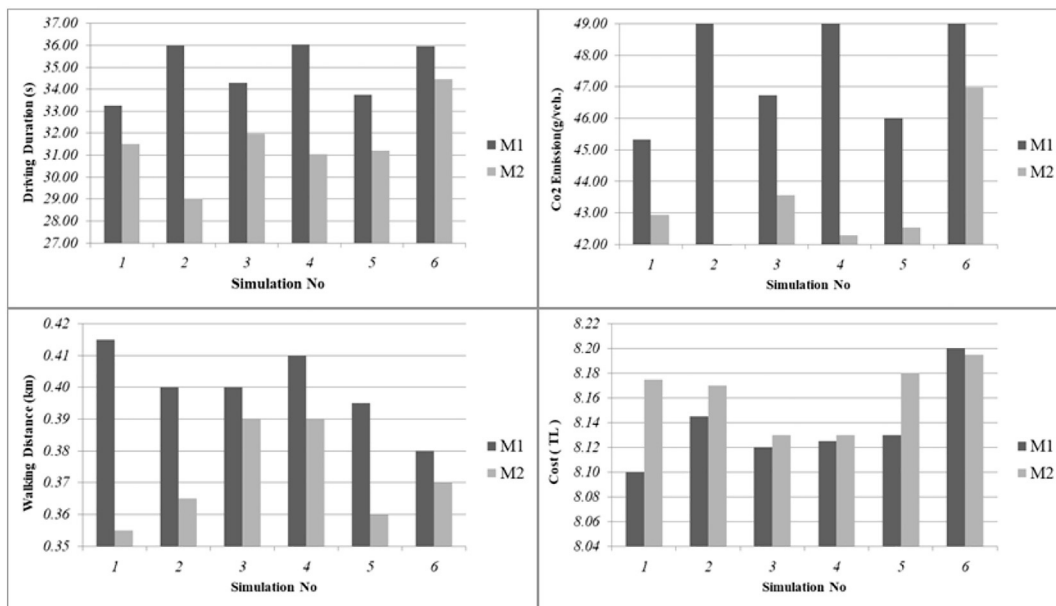 37.00
36.00
35.00
34.00
33.00
32.00
31.00
30.00
29.00
28.00
27.00
Driving Duration (s)
1 2 3 4 5 6
Simulation No
M1
M2
49.00
48.00
47.00
46.00
45.00
44.00
43.00
42.00
Co2 Emission(g/veh.)
1 2 3 4 5 6
Simulation No
M1
M2
0.42
0.41
0.40
0.39
0.38
0.37
0.36
0.35
Walking Distance (km)
1 2 3 4 5 6
Simulation No
M1
M2
8.22
8.20
8.18
8.16
8.14
8.12
8.10
8.08
8.06
8.04
Cost ( TL )
1 2 3 4 5 6
Simulation No
M1
M2